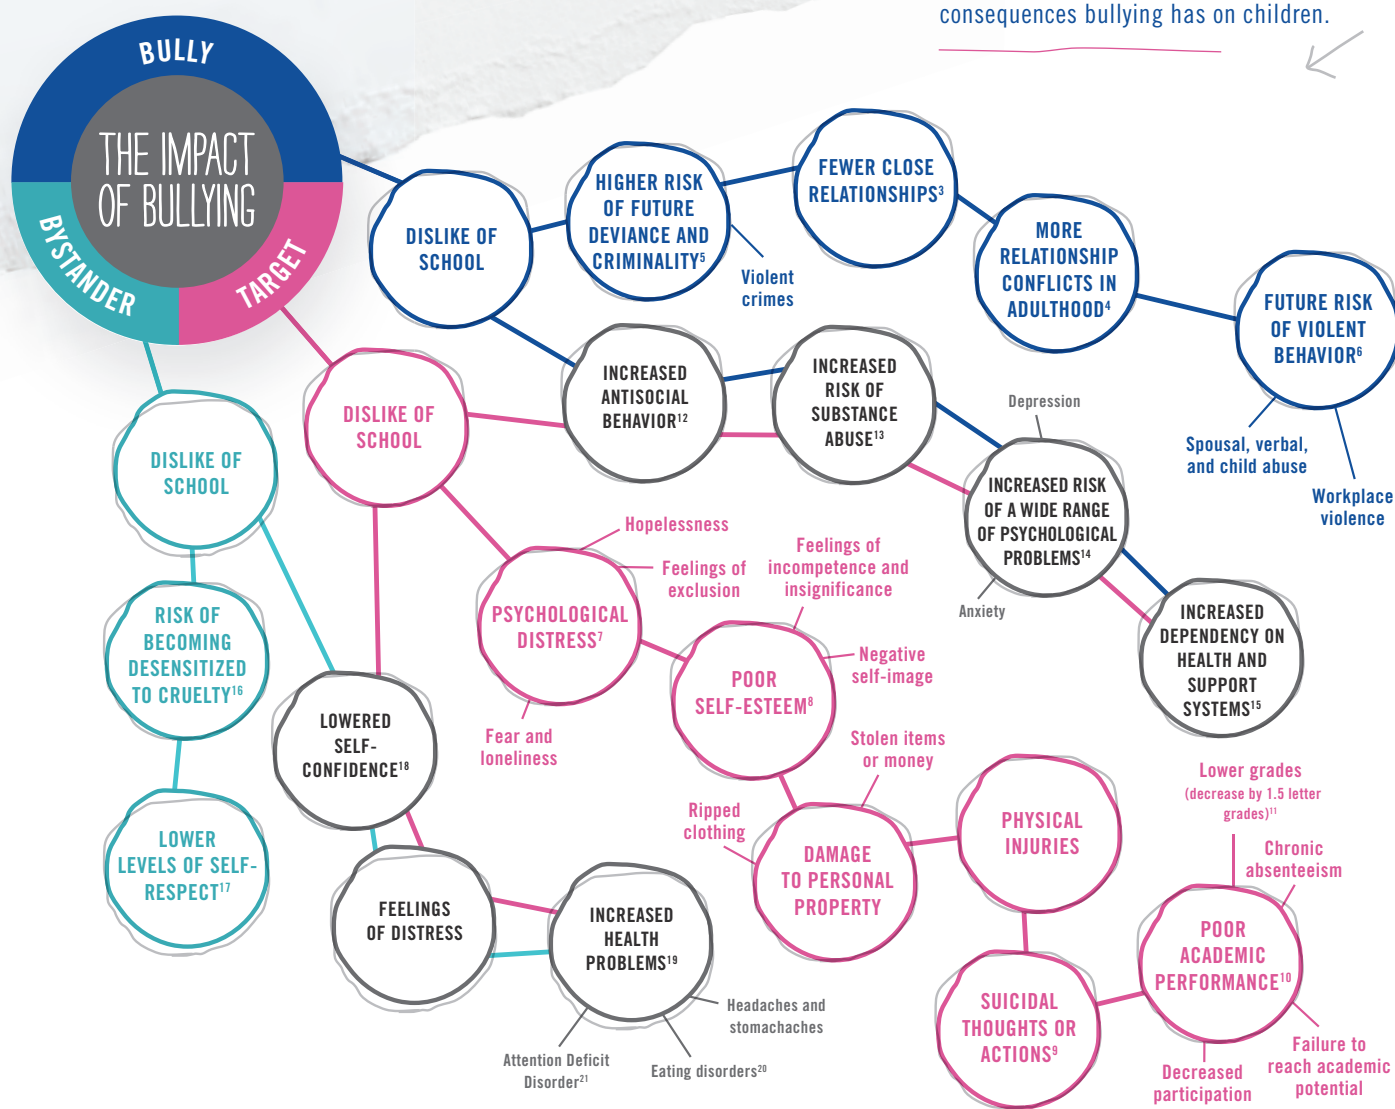 consequences bullying has on children.
BULLY
THE IMPACT
OF BULLYING
BYSTANDER
TARGET
DISLIKE OF
SCHOOL
HIGHER RISK
OF FUTURE
DEVIANCE AND
CRIMINALITY⁵
Violent
crimes
FEWER CLOSE
RELATIONSHIPS³
MORE
RELATIONSHIP
CONFLICTS IN
ADULTHOOD⁴
FUTURE RISK
OF VIOLENT
BEHAVIOR⁶
Spousal, verbal,
and child abuse
Workplace
violence
DISLIKE OF
SCHOOL
INCREASED
ANTISOCIAL
BEHAVIOR¹²
INCREASED
RISK OF
SUBSTANCE
ABUSE¹³
Depression
INCREASED RISK
OF A WIDE RANGE
OF PSYCHOLOGICAL
PROBLEMS¹⁴
Anxiety
INCREASED
DEPENDENCY ON
HEALTH AND
SUPPORT
SYSTEMS¹⁵
DISLIKE OF
SCHOOL
RISK OF
BECOMING
DESENSITIZED
TO CRUELTY¹⁶
LOWER
LEVELS OF SELF-
RESPECT¹⁷
Hopelessness
Feelings of
exclusion
PSYCHOLOGICAL
DISTRESS⁷
Fear and
loneliness
Feelings of
incompetence and
insignificance
Negative
self-image
POOR
SELF-ESTEEM⁸
Stolen items
or money
Ripped
clothing
DAMAGE
TO PERSONAL
PROPERTY
PHYSICAL
INJURIES
SUICIDAL
THOUGHTS OR
ACTIONS⁹
Lower grades
(decrease by 1.5 letter
grades)¹¹
Chronic
absenteeism
POOR
ACADEMIC
PERFORMANCE¹⁰
Failure to
reach academic
potential
Decreased
participation
LOWERED
SELF-
CONFIDENCE¹⁸
FEELINGS
OF DISTRESS
INCREASED
HEALTH
PROBLEMS¹⁹
Headaches and
stomachaches
Eating disorders²⁰
Attention Deficit
Disorder²¹